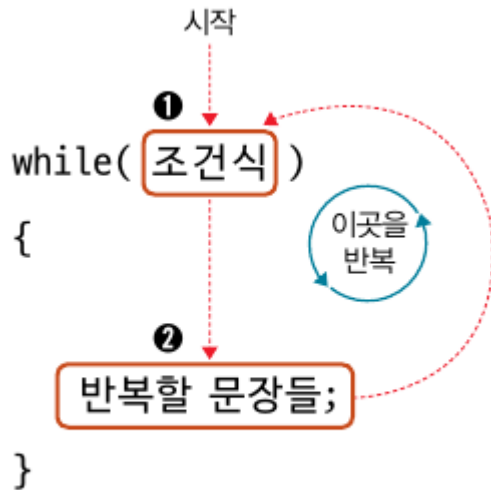 시작
❶
while( 조건식 )
{
이곳을
반복
❷
반복할 문장들;
}